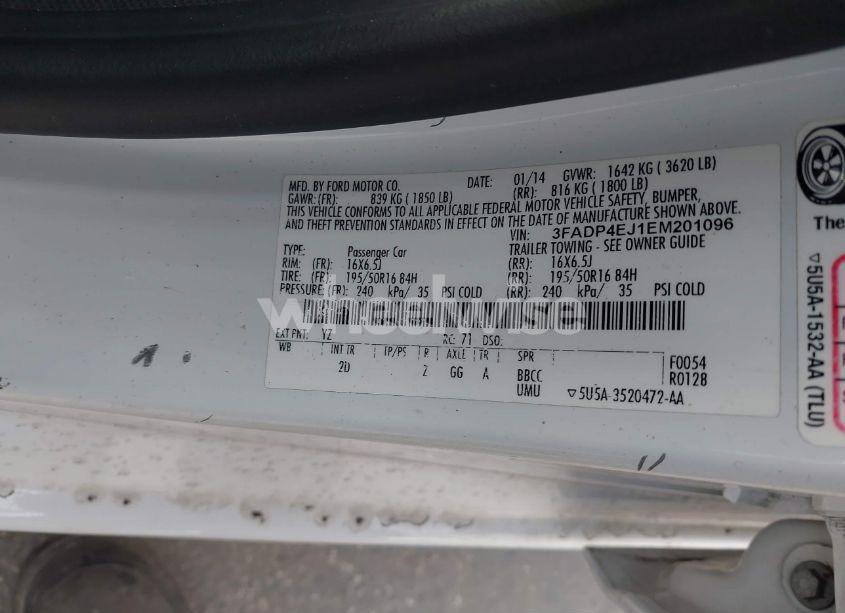 MFD. BY FORD MOTOR CO. DATE: 01/14 GVWR: 1642 KG ( 3620 LB)
GAWR: (FR): 839 KG ( 1850 LB) (RR): 816 KG ( 1800 LB)
THIS VEHICLE CONFORMS TO ALL APPLICABLE FEDERAL MOTOR VEHICLE SAFETY, BUMPER,
AND THEFT PREVENTION STANDARDS IN EFFECT ON THE DATE OF MANUFACTURE SHOWN ABOVE.
VIN: 3FADP4EJ1EM201096
TYPE: Passenger Car TRAILER TOWING - SEE OWNER GUIDE
RIM: (FR): 16X6.5J (RR): 16X6.5J
TIRE: (FR): 195/50R16 84H (RR): 195/50R16 84H
PRESSURE:(FR): 240 kPa/ 35 PSI COLD (RR): 240 kPa/ 35 PSI COLD
wheelwise
EXT PNT: YZ RC: 71 DSO:
WB INT TR TP/PS R AXLE TR SPR F0054
2D 2 GG A BBCC R0128
UMU ▽5U5A-3520472-AA
The
▽5U5A-1532-AA (TLU)